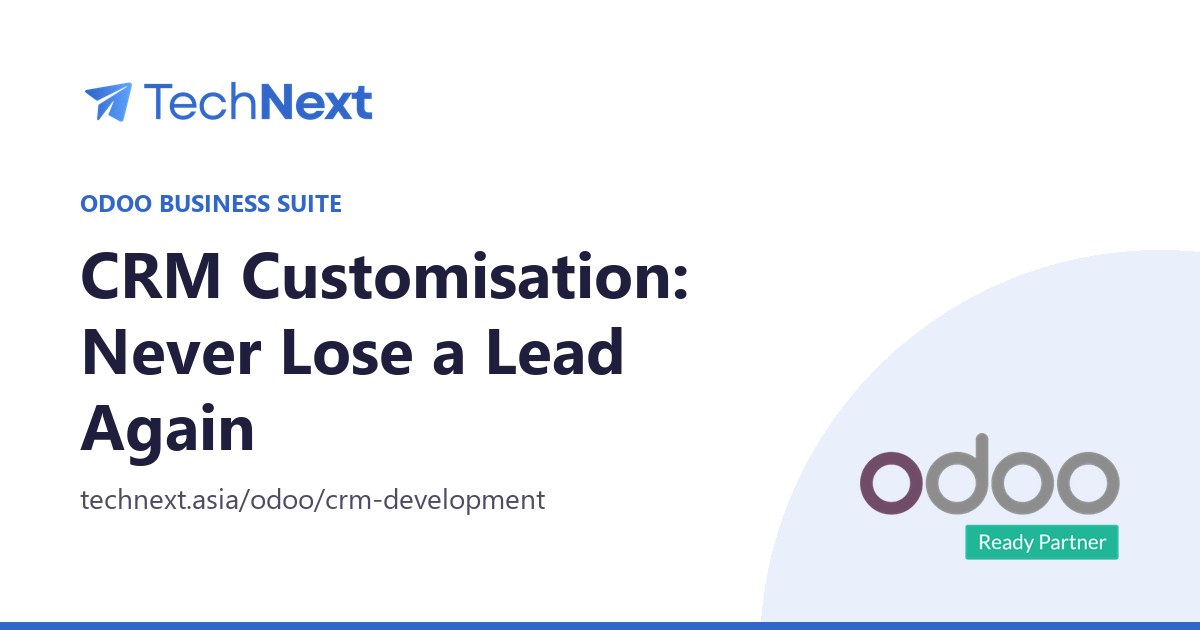 TechNext
ODOO BUSINESS SUITE
CRM Customisation:
Never Lose a Lead
Again
technext.asia/odoo/crm-development
odoo
Ready Partner